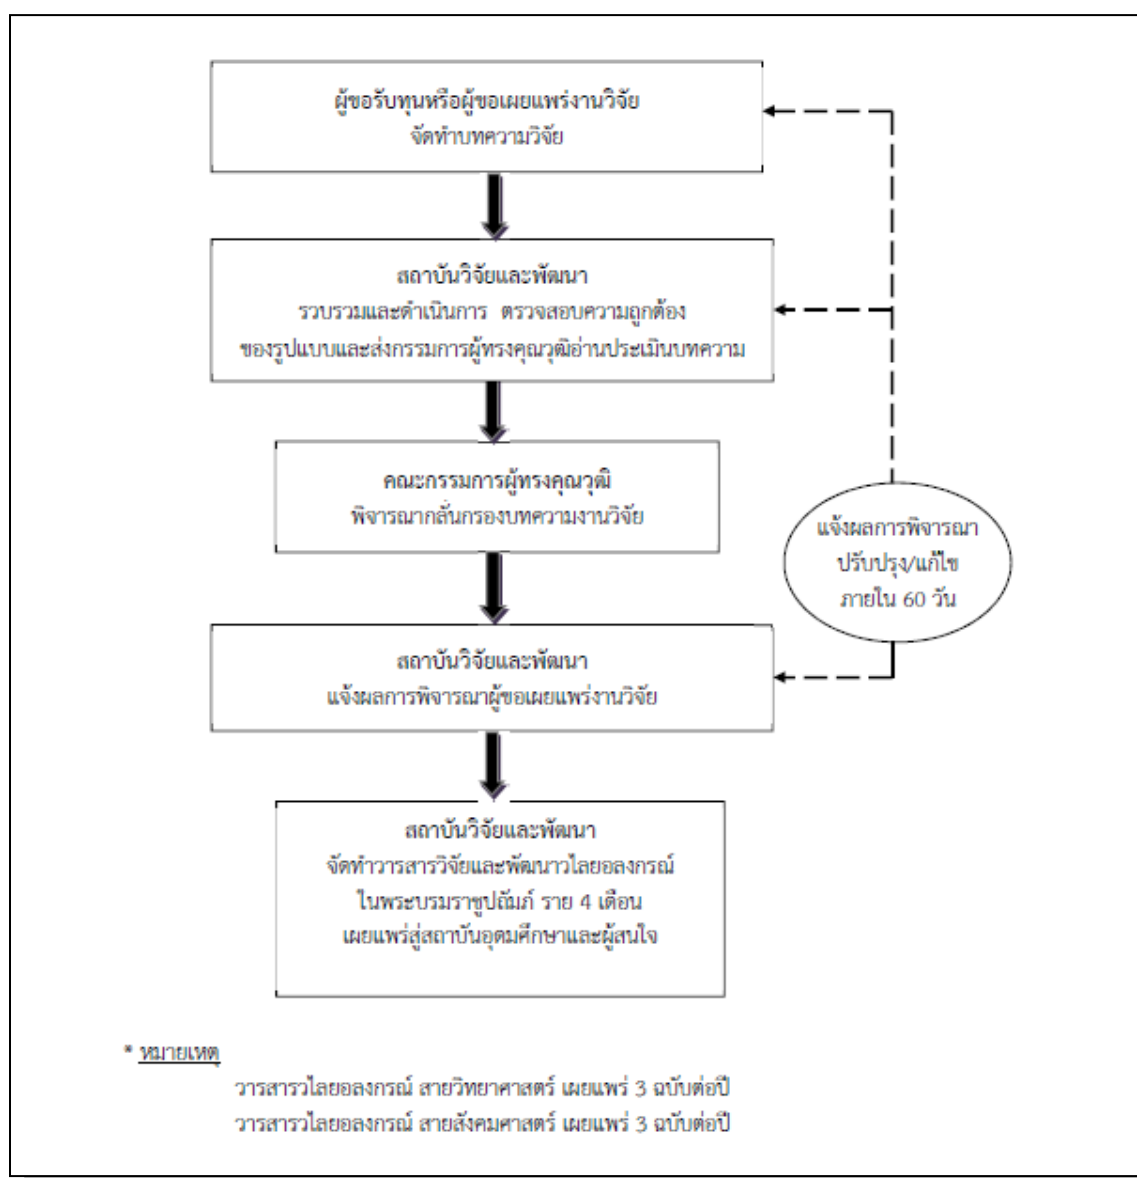 ผู้ขอรับทุนหรือผู้ขอเผยแพร่งานวิจัย
จัดทำบทความวิจัย
สถาบันวิจัยและพัฒนา
รวบรวมและดำเนินการ ตรวจสอบความถูกต้อง
ของรูปแบบและส่งกรรมการผู้ทรงคุณวุฒิอ่านประเมินบทความ
คณะกรรมการผู้ทรงคุณวุฒิ
พิจารณากลั่นกรองบทความงานวิจัย
แจ้งผลการพิจารณา
ปรับปรุง/แก้ไข
ภายใน 60 วัน
สถาบันวิจัยและพัฒนา
แจ้งผลการพิจารณาผู้ขอเผยแพร่งานวิจัย
สถาบันวิจัยและพัฒนา
จัดทำวารสารวิจัยและพัฒนาวไลยอลงกรณ์
ในพระบรมราชูปถัมภ์ ราย 4 เดือน
เผยแพร่สู่สถาบันอุดมศึกษาและผู้สนใจ
* หมายเหตุ
วารสารวไลยอลงกรณ์ สายวิทยาศาสตร์ เผยแพร่ 3 ฉบับต่อปี
วารสารวไลยอลงกรณ์ สายสังคมศาสตร์ เผยแพร่ 3 ฉบับต่อปี